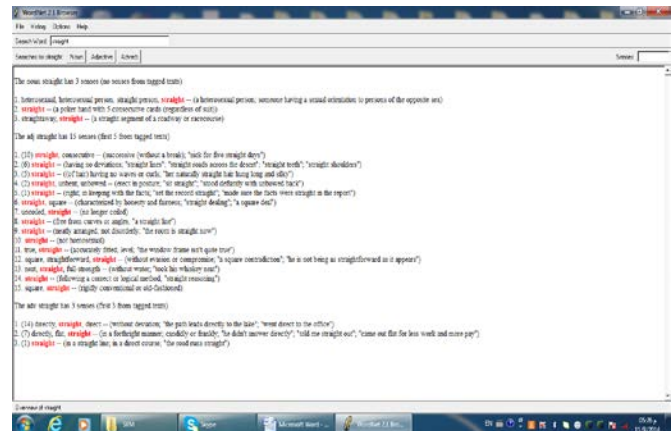 WordNet 2.1 Browser
File History Options Help
Search Word: straight
Searches for straight: Noun Adjective Adverb Senses:
The noun straight has 3 senses (no senses from tagged texts)
1. heterosexual, heterosexual person, straight person, straight -- (a heterosexual person; someone having a sexual orientation to persons of the opposite sex)
2. straight -- (a poker hand with 5 consecutive cards (regardless of suit))
3. straightaway, straight -- (a straight segment of a roadway or racecourse)
The adj straight has 15 senses (first 5 from tagged texts)
1. (10) straight, consecutive -- (successive (without a break); "sick for five straight days")
2. (6) straight -- (having no deviations; "straight lines"; "straight roads across the desert"; "straight teeth"; "straight shoulders")
3. (5) straight -- ((of hair) having no waves or curls; "her naturally straight hair hung long and silky")
4. (2) straight, unbent, unbowed -- (erect in posture; "sit straight"; "stood defiantly with unbowed back")
5. (1) straight -- (right; in keeping with the facts; "set the record straight"; "made sure the facts were straight in the report")
6. straight, square -- (characterized by honesty and fairness; "straight dealing"; "a square deal")
7. uncoiled, straight -- (no longer coiled)
8. straight -- (free from curves or angles; "a straight line")
9. straight -- (neatly arranged; not disorderly; "the room is straight now")
10. straight -- (not homosexual)
11. true, straight -- (accurately fitted; level; "the window frame isn't quite true")
12. square, straightforward, straight -- (without evasion or compromise; "a square contradiction"; "he is not being as straightforward as it appears")
13. neat, straight, full-strength -- (without water; "took his whiskey neat")
14. straight -- (following a correct or logical method; "straight reasoning")
15. square, straight -- (rigidly conventional or old-fashioned)
The adv straight has 3 senses (first 3 from tagged texts)
1. (14) directly, straight, direct -- (without deviation; "the path leads directly to the lake"; "went direct to the office")
2. (7) directly, flat, straight -- (in a forthright manner; candidly or frankly; "he didn't answer directly"; "told me straight out"; "came out flat for less work and more pay")
3. (1) straight -- (in a straight line; in a direct course; "the road runs straight")
Overview of straight
Skype Microsoft Word - ... WordNet 2.1 Bro... EN